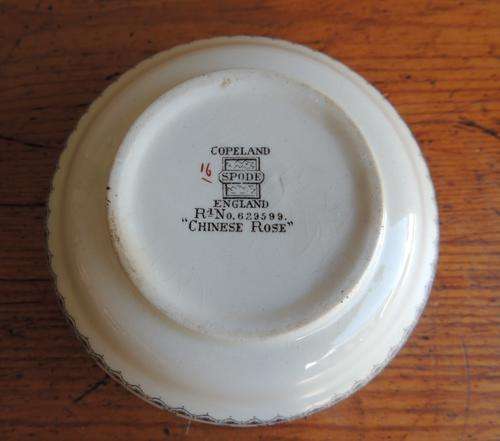 COPELAND
16
SPODE
ENGLAND
Rd No. 629599.
"CHINESE ROSE"